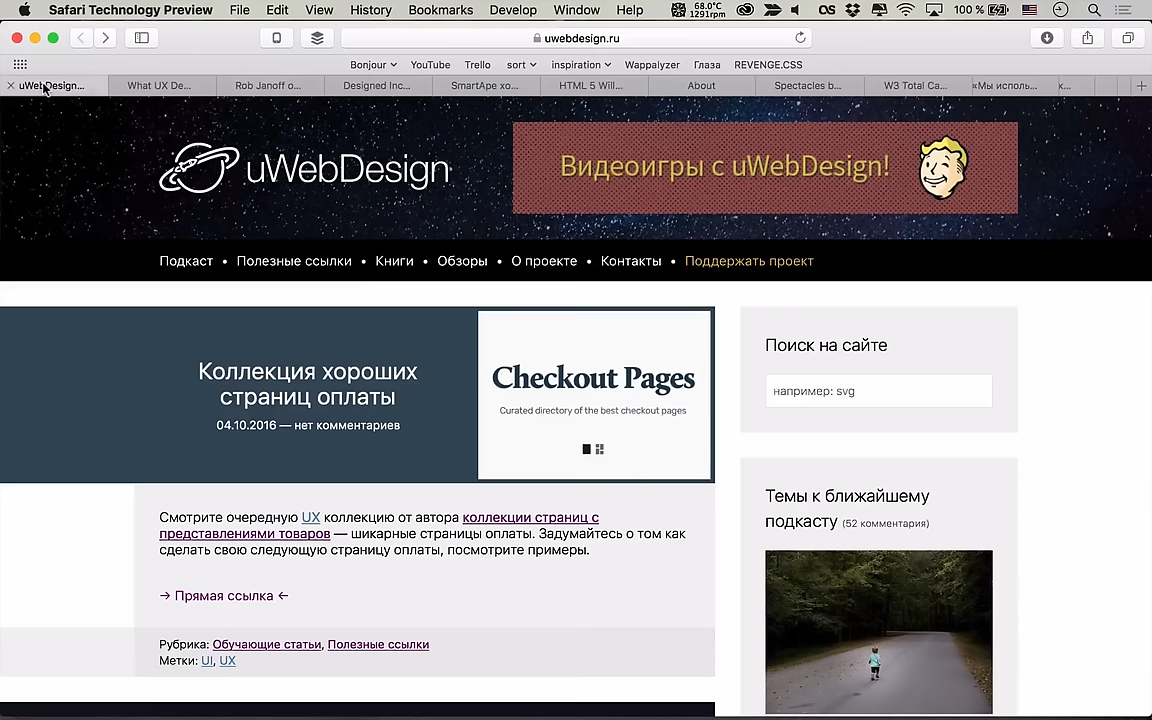 Safari Technology Preview File Edit View History Bookmarks Develop Window Help 68.0°C 1291rpm 100 %
uwebdesign.ru
Bonjour YouTube Trello sort inspiration Wappalyzer Глаза REVENGE.CSS
uWebDesign... What UX De... Rob Janoff o... Designed Inc... SmartApe xo... HTML 5 Will... About Spectacles b... W3 Total Ca... «Мы исполь... к...
uWebDesign
Видеоигры с uWebDesign!
Подкаст • Полезные ссылки • Книги • Обзоры • О проекте • Контакты • Поддержать проект
Коллекция хороших
страниц оплаты
04.10.2016 — нет комментариев
Checkout Pages
Curated directory of the best checkout pages
Смотрите очередную UX коллекцию от автора коллекции страниц с
представлениями товаров — шикарные страницы оплаты. Задумайтесь о том как
сделать свою следующую страницу оплаты, посмотрите примеры.
→ Прямая ссылка ←
Рубрика: Обучающие статьи, Полезные ссылки
Метки: UI, UX
Поиск на сайте
например: svg
Темы к ближайшему
подкасту (52 комментария)